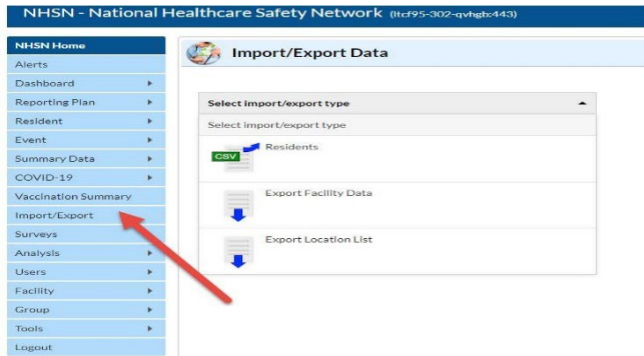 NHSN - National Healthcare Safety Network (ltcf95-302-qvhgb:443)
NHSN Home
Alerts
Dashboard
Reporting Plan
Resident
Event
Summary Data
COVID-19
Vaccination Summary
Import/Export
Surveys
Analysis
Users
Facility
Group
Tools
Logout
Import/Export Data
Select import/export type
Select import/export type
CSV
Residents
Export Facility Data
Export Location List